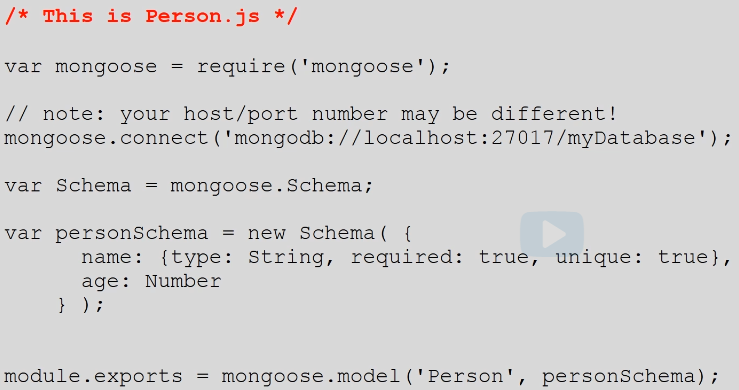 /* This is Person.js */
var mongoose = require('mongoose');
// note: your host/port number may be different!
mongoose.connect('mongodb://localhost:27017/myDatabase');
var Schema = mongoose.Schema;
var personSchema = new Schema( {
name: {type: String, required: true, unique: true},
age: Number
} );
module.exports = mongoose.model('Person', personSchema);